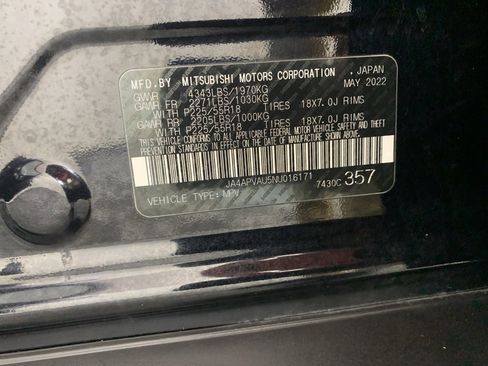 MFD.BY MITSUBISHI MOTORS CORPORATION , JAPAN
GVWR 4343LBS/1970KG MAY 2022
GAWR FR 2271LBS/1030KG
WITH P225/55R18 TIRES 18X7.0J RIMS
GAWR RR 2205LBS/1000KG
WITH P225/55R18 TIRES 18X7.0J RIMS
THIS VEHICLE CONFORMS TO ALL APPLICABLE
FEDERAL MOTOR VEHICLE SAFETY AND THEFT
PREVENTION STANDARDS IN EFFECT ON THE DATE
OF MANUFACTURE SHOWN ABOVE.
JA4APVAU5NU016171
VEHICLE TYPE:MPV 7430C 357